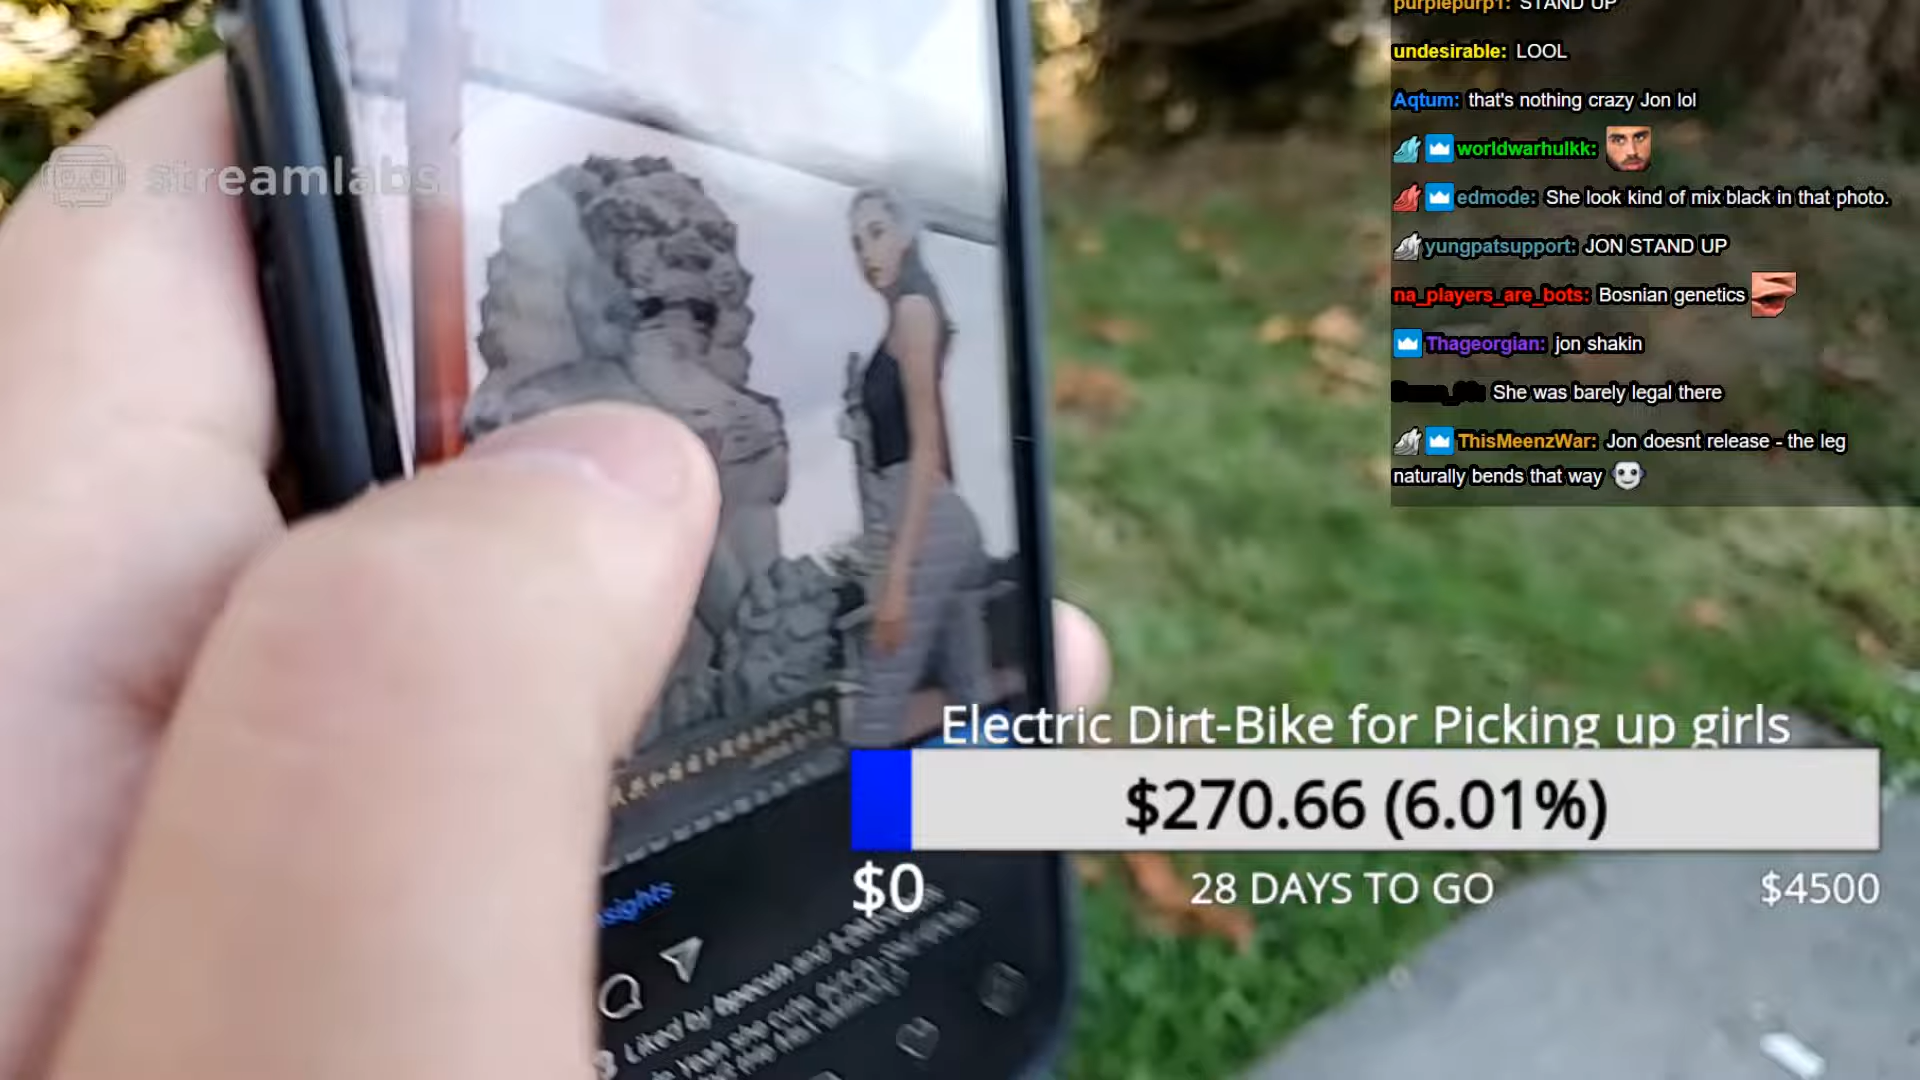 purplepurp1: STAND UP
undesirable: LOOL
Aqtum: that's nothing crazy Jon lol
worldwarhulkk:
edmode: She look kind of mix black in that photo.
yungpatsupport: JON STAND UP
na_players_are_bots: Bosnian genetics
Thageorgian: jon shakin
She was barely legal there
ThisMeenzWar: Jon doesnt release - the leg
naturally bends that way
streamlabs
Electric Dirt-Bike for Picking up girls
$270.66 (6.01%)
$0
28 DAYS TO GO
$4500
Liked by